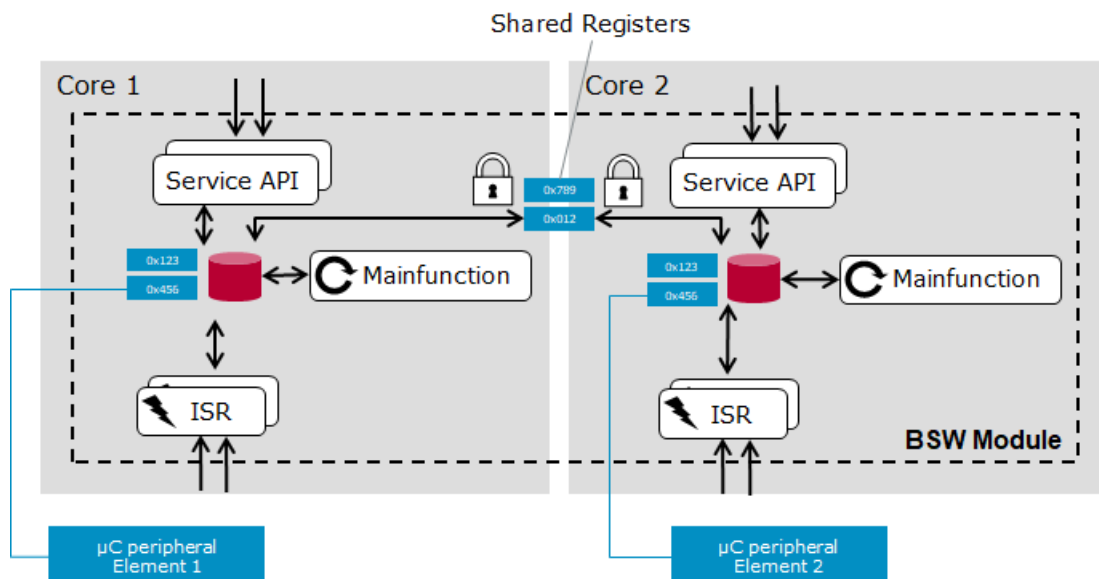 Shared Registers
Core 1
Core 2
Service API
Service API
0x789
0x012
0x123
0x456
Mainfunction
0x123
0x456
Mainfunction
ISR
ISR
BSW Module
µC peripheral
Element 1
µC peripheral
Element 2